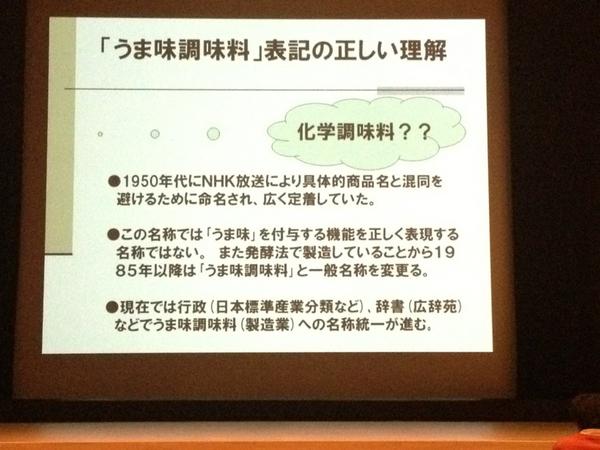 「うま味調味料」表記の正しい理解
化学調味料??
●1950年代にNHK放送により具体的商品名と混同を
避けるために命名され、広く定着していた。
●この名称では「うま味」を付与する機能を正しく表現する
名称ではない。 また発酵法で製造していることから19
85年以降は「うま味調味料」と一般名称を変更る。
●現在では行政(日本標準産業分類など)、辞書(広辞苑)
などでうま味調味料(製造業)への名称統一が進む。